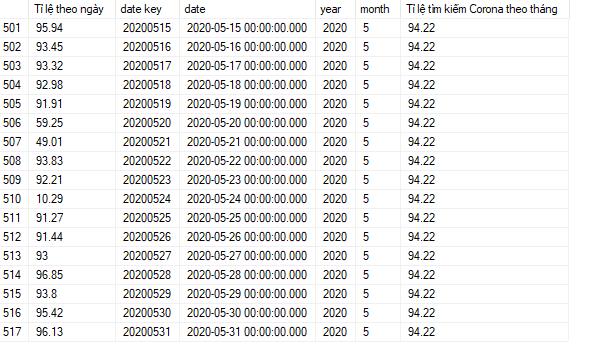 Tỉ lệ theo ngày date key date year month Tỉ lệ tìm kiếm Corona theo tháng
501 95.94 20200515 2020-05-15 00:00:00.000 2020 5 94.22
502 93.45 20200516 2020-05-16 00:00:00.000 2020 5 94.22
503 93.32 20200517 2020-05-17 00:00:00.000 2020 5 94.22
504 92.98 20200518 2020-05-18 00:00:00.000 2020 5 94.22
505 91.91 20200519 2020-05-19 00:00:00.000 2020 5 94.22
506 59.25 20200520 2020-05-20 00:00:00.000 2020 5 94.22
507 49.01 20200521 2020-05-21 00:00:00.000 2020 5 94.22
508 93.83 20200522 2020-05-22 00:00:00.000 2020 5 94.22
509 92.21 20200523 2020-05-23 00:00:00.000 2020 5 94.22
510 10.29 20200524 2020-05-24 00:00:00.000 2020 5 94.22
511 91.27 20200525 2020-05-25 00:00:00.000 2020 5 94.22
512 91.44 20200526 2020-05-26 00:00:00.000 2020 5 94.22
513 93 20200527 2020-05-27 00:00:00.000 2020 5 94.22
514 96.85 20200528 2020-05-28 00:00:00.000 2020 5 94.22
515 93.8 20200529 2020-05-29 00:00:00.000 2020 5 94.22
516 95.42 20200530 2020-05-30 00:00:00.000 2020 5 94.22
517 96.13 20200531 2020-05-31 00:00:00.000 2020 5 94.22